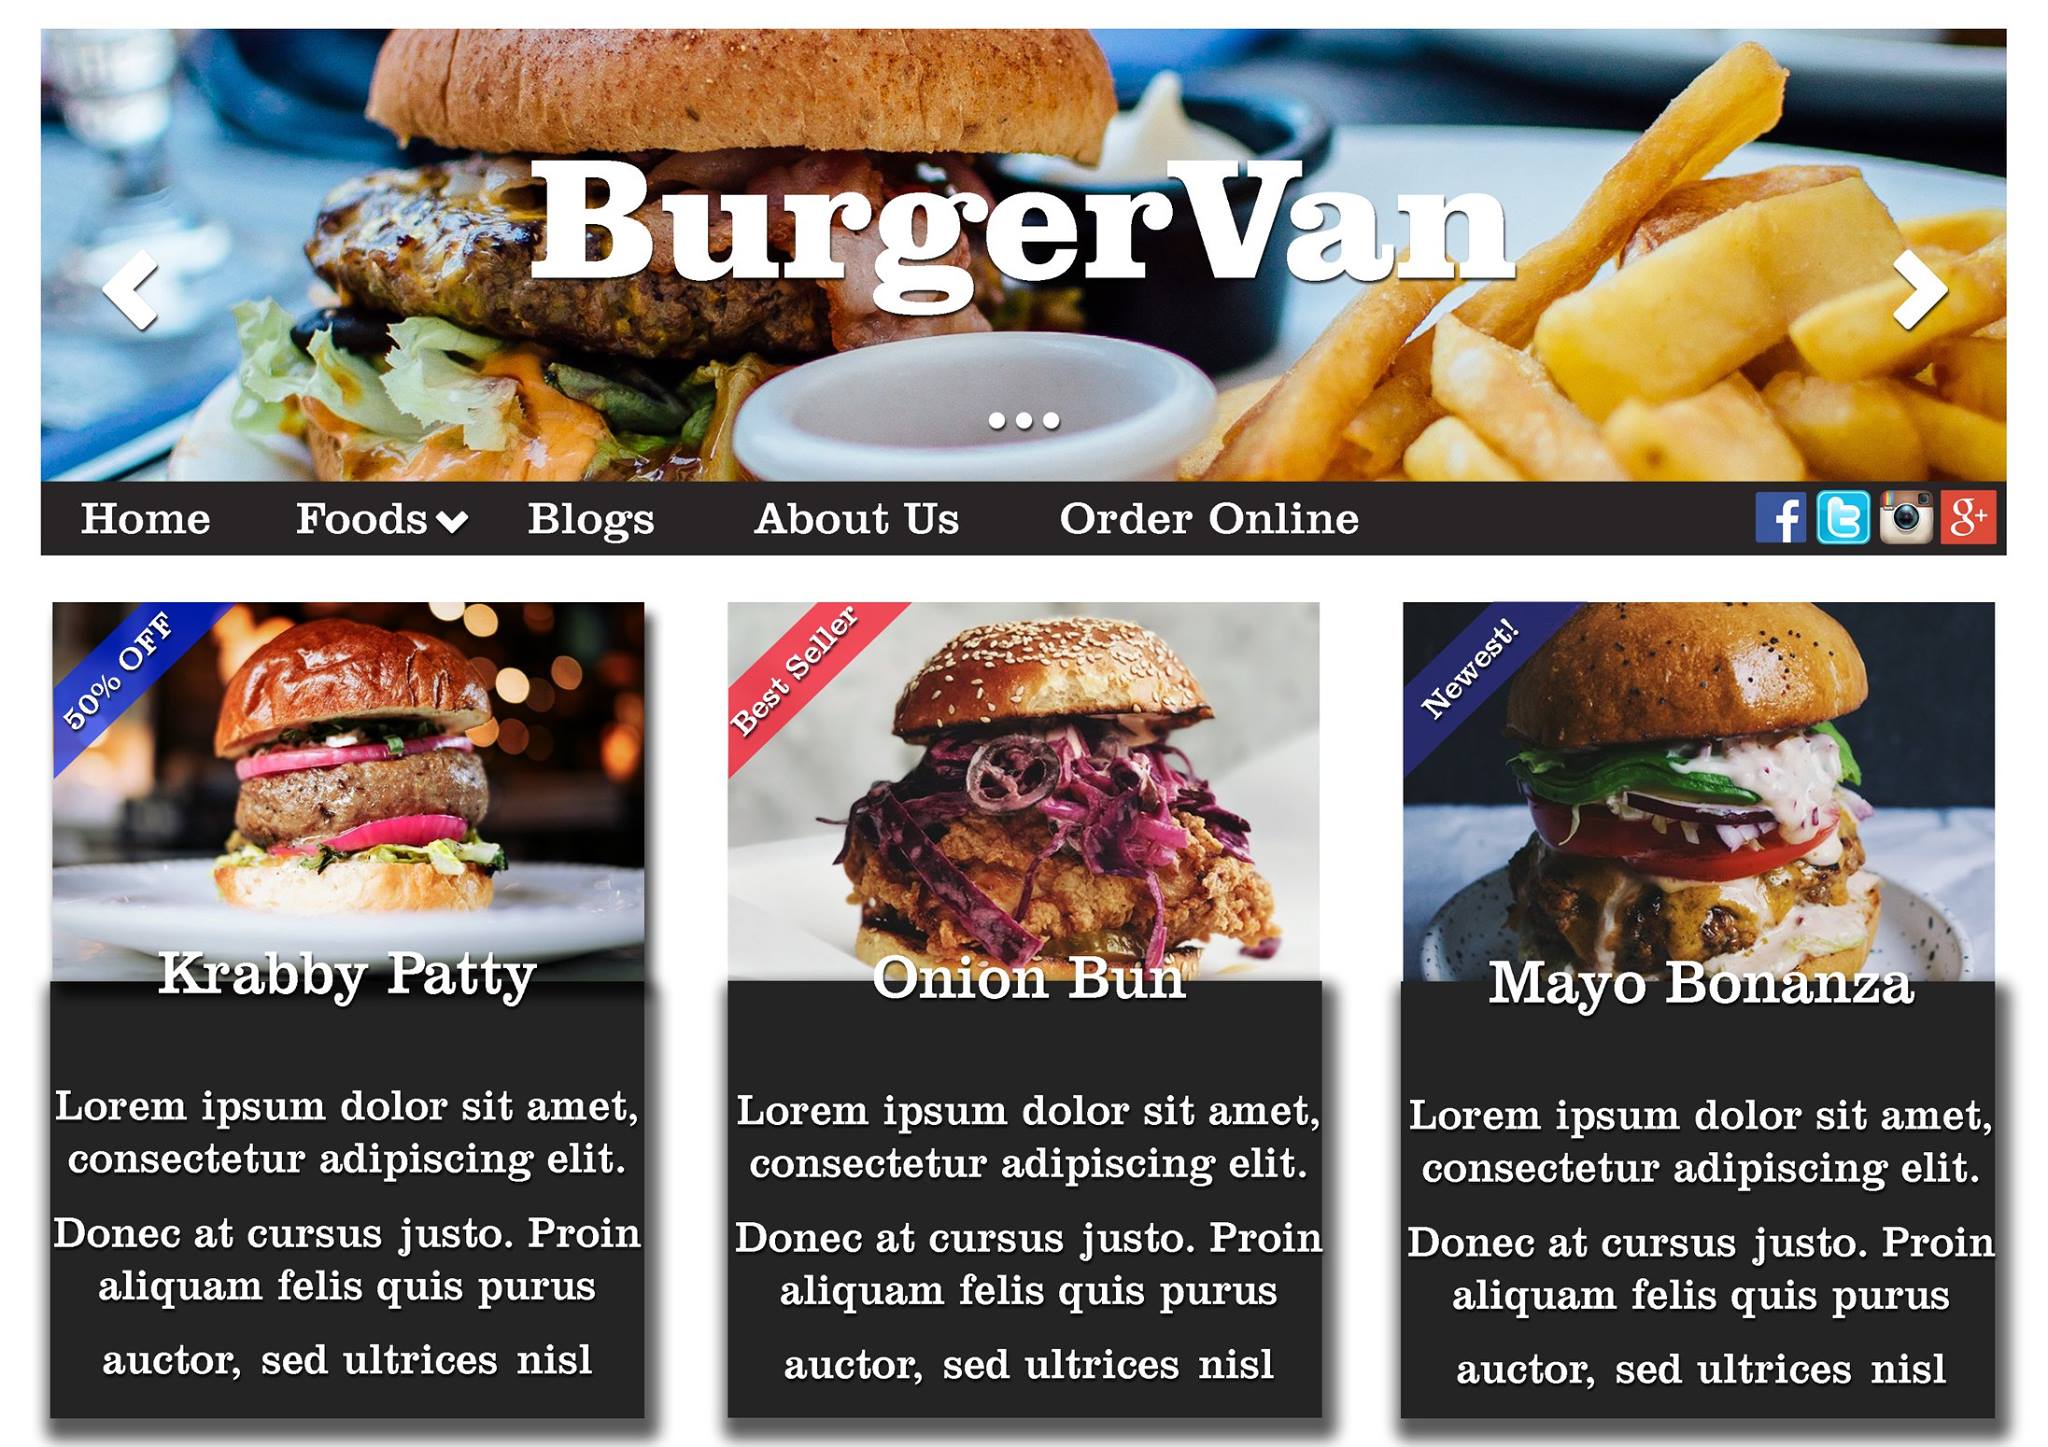 BurgerVan
Home Foods Blogs About Us Order Online
50% OFF
Krabby Patty
Lorem ipsum dolor sit amet,
consectetur adipiscing elit.
Donec at cursus justo. Proin
aliquam felis quis purus
auctor, sed ultrices nisl
Best Seller
Onion Bun
Lorem ipsum dolor sit amet,
consectetur adipiscing elit.
Donec at cursus justo. Proin
aliquam felis quis purus
auctor, sed ultrices nisl
Newest!
Mayo Bonanza
Lorem ipsum dolor sit amet,
consectetur adipiscing elit.
Donec at cursus justo. Proin
aliquam felis quis purus
auctor, sed ultrices nisl